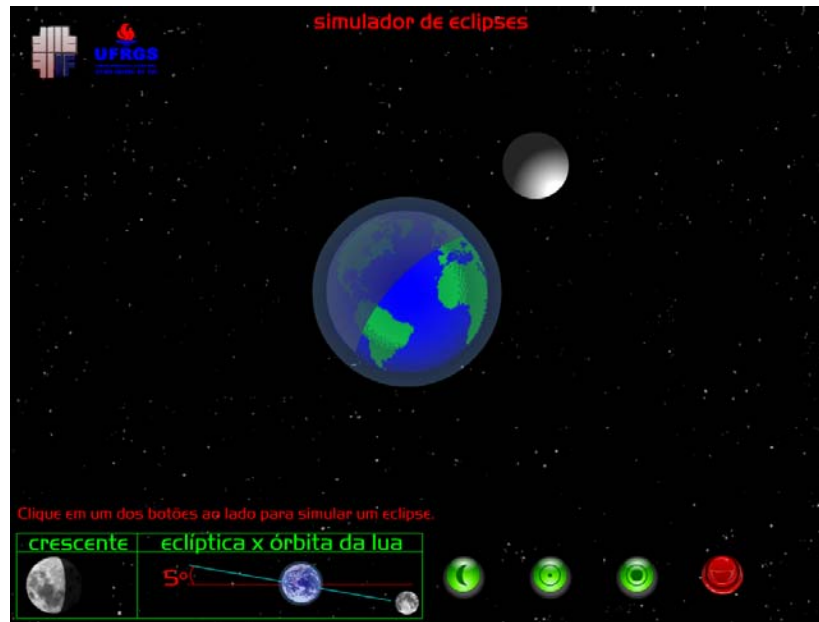 simulador de eclipses
UFRGS
Clique em um dos botões ao lado para simular um eclipse.
crescente
eclíptica x órbita da lua
5º